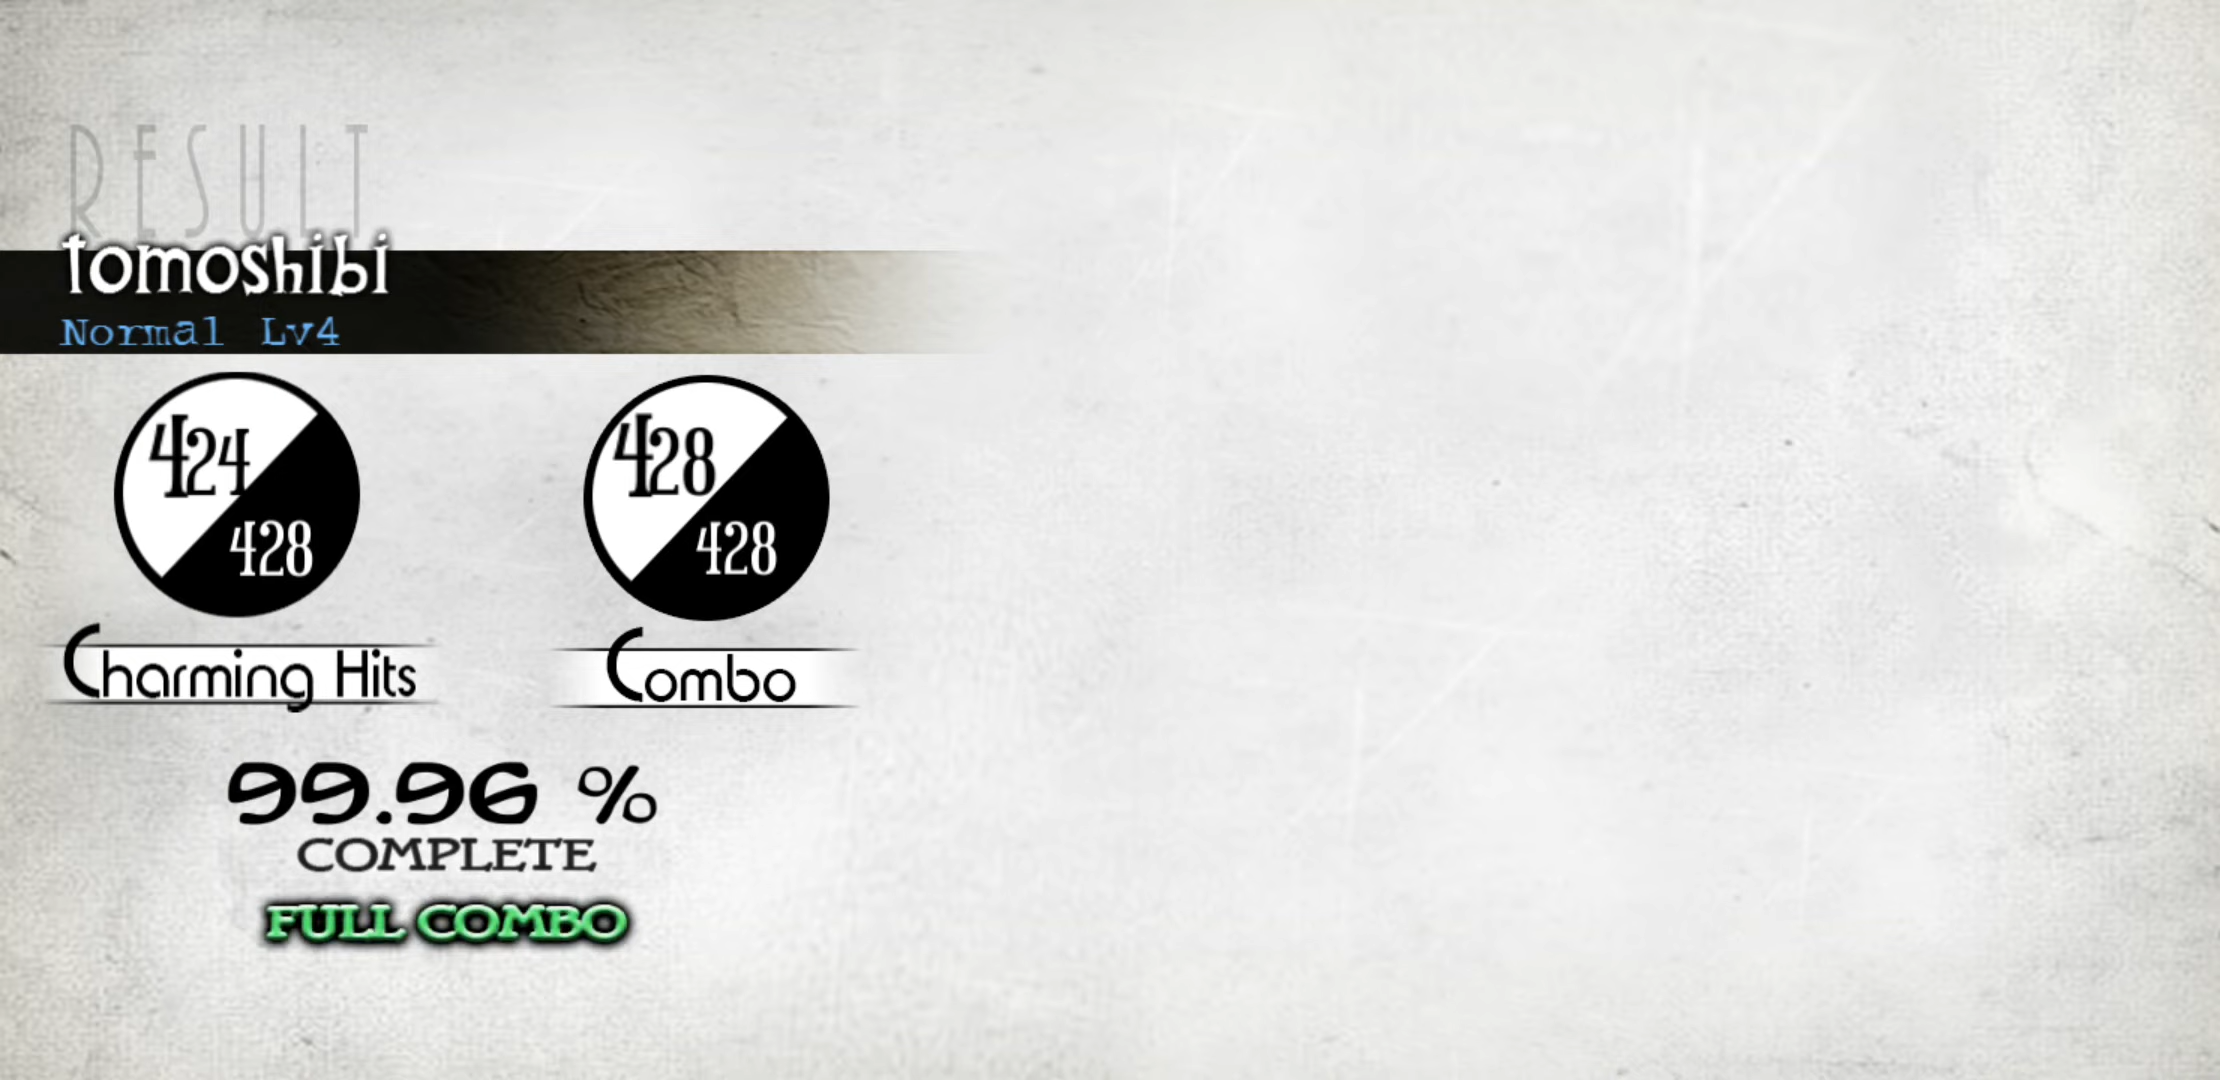 RESULT
tomoshibi
Normal Lv4
424
428
428
428
Charming Hits
Combo
99.96 %
COMPLETE
FULL COMBO